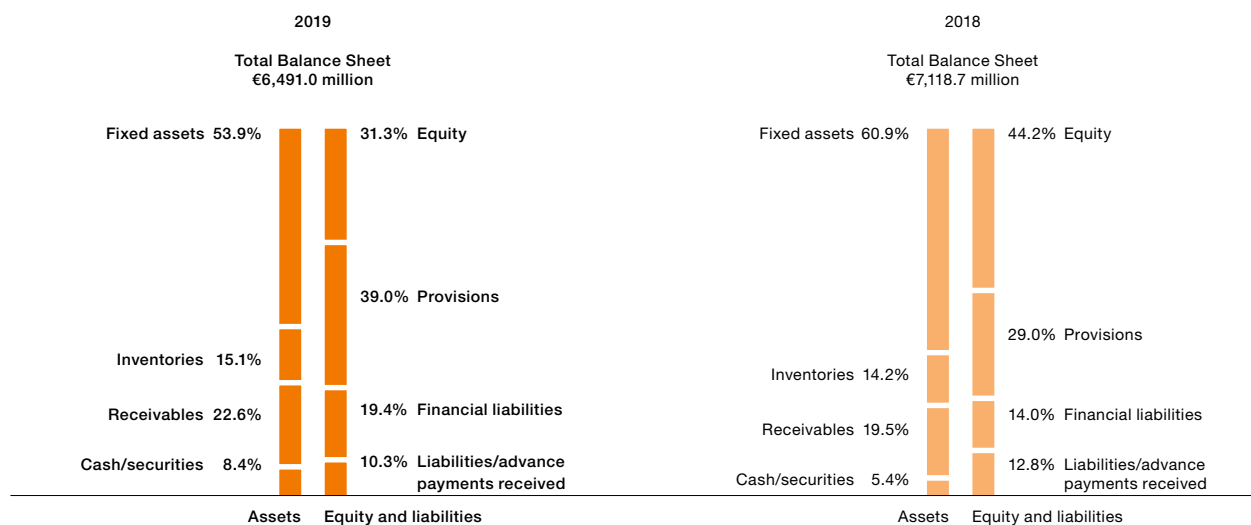 2019
Total Balance Sheet
€6,491.0 million
Fixed assets 53.9%
31.3% Equity
39.0% Provisions
Inventories 15.1%
Receivables 22.6%
19.4% Financial liabilities
Cash/securities 8.4%
10.3% Liabilities/advance
payments received
Assets
Equity and liabilities
2018
Total Balance Sheet
€7,118.7 million
Fixed assets 60.9%
44.2% Equity
29.0% Provisions
Inventories 14.2%
14.0% Financial liabilities
Receivables 19.5%
12.8% Liabilities/advance
payments received
Cash/securities 5.4%
Assets
Equity and liabilities